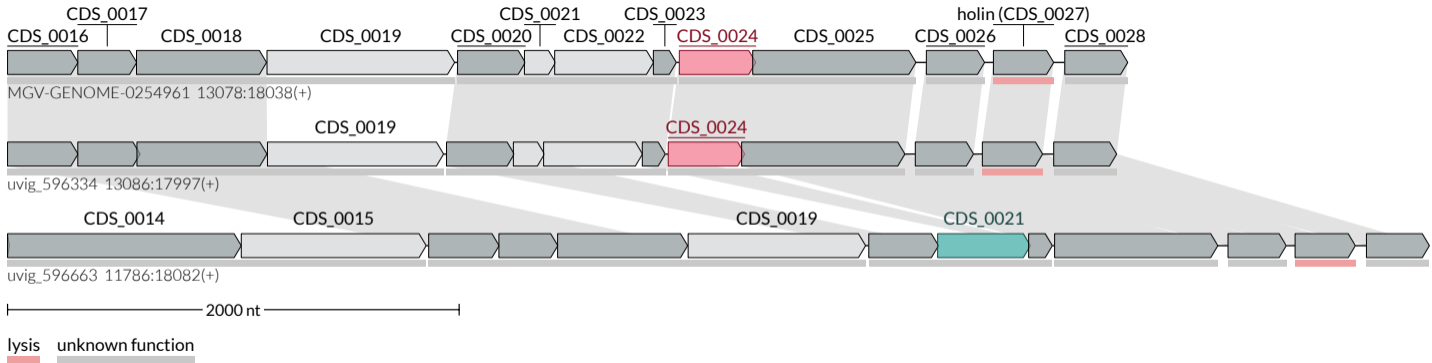 CDS_0017 CDS_0021 CDS_0023 holin (CDS_0027)
CDS_0016 CDS_0018 CDS_0019 CDS_0020 CDS_0022 CDS_0024 CDS_0025 CDS_0026 CDS_0028
MGV-GENOME-0254961 13078:18038(+)
CDS_0019 CDS_0024
uvig_596334 13086:17997(+)
CDS_0014 CDS_0015 CDS_0019 CDS_0021
uvig_596663 11786:18082(+)
2000 nt
lysis unknown function